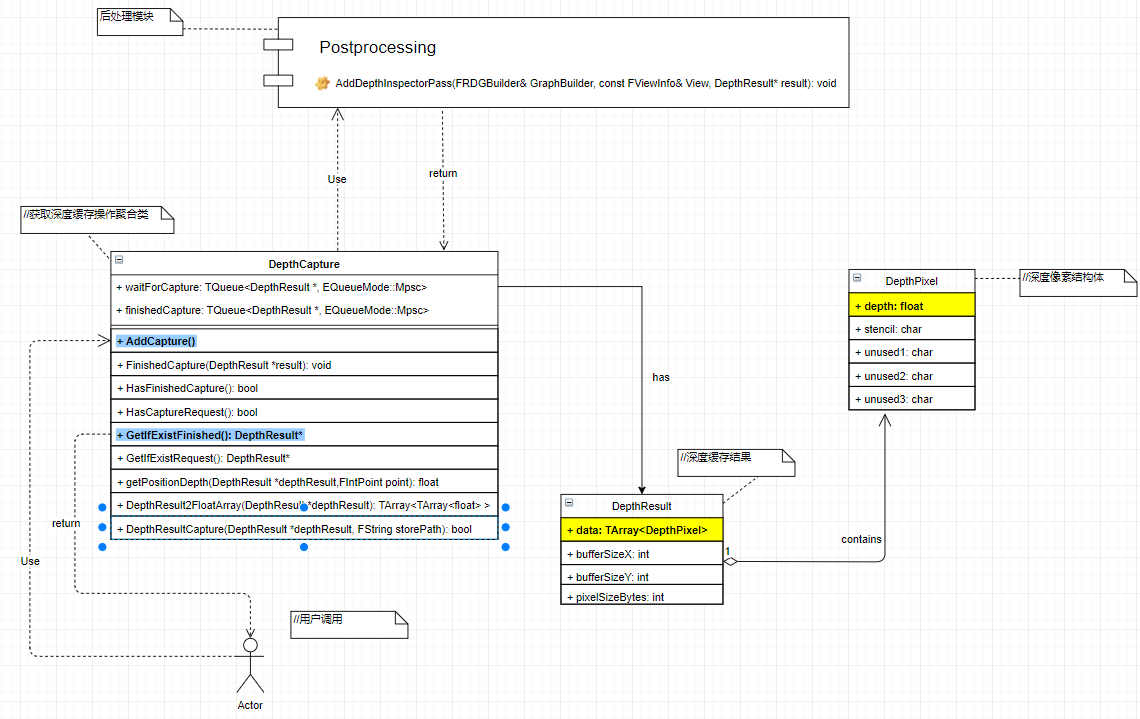 后处理模块
Postprocessing
AddDepthInspectorPass(FRDGBuilder& GraphBuilder, const FViewInfo& View, DepthResult* result): void
Use
return
//获取深度缓存操作聚合类
DepthCapture
+ waitForCapture: TQueue<DepthResult *, EQueueMode::Mpsc>
+ finishedCapture: TQueue<DepthResult *, EQueueMode::Mpsc>
+ AddCapture()
+ FinishedCapture(DepthResult *result): void
+ HasFinishedCapture(): bool
+ HasCaptureRequest(): bool
+ GetIfExistFinished(): DepthResult*
+ GetIfExistRequest(): DepthResult*
+ getPositionDepth(DepthResult *depthResult,FIntPoint point): float
+ DepthResult2FloatArray(DepthResult *depthResult): TArray<TArray<float> >
+ DepthResultCapture(DepthResult *depthResult, FString storePath): bool
has
DepthPixel
+ depth: float
+ stencil: char
+ unused1: char
+ unused2: char
+ unused3: char
//深度像素结构体
//深度缓存结果
DepthResult
+ data: TArray<DepthPixel>
+ bufferSizeX: int
+ bufferSizeY: int
+ pixelSizeBytes: int
1
contains
return
Use
//用户调用
Actor